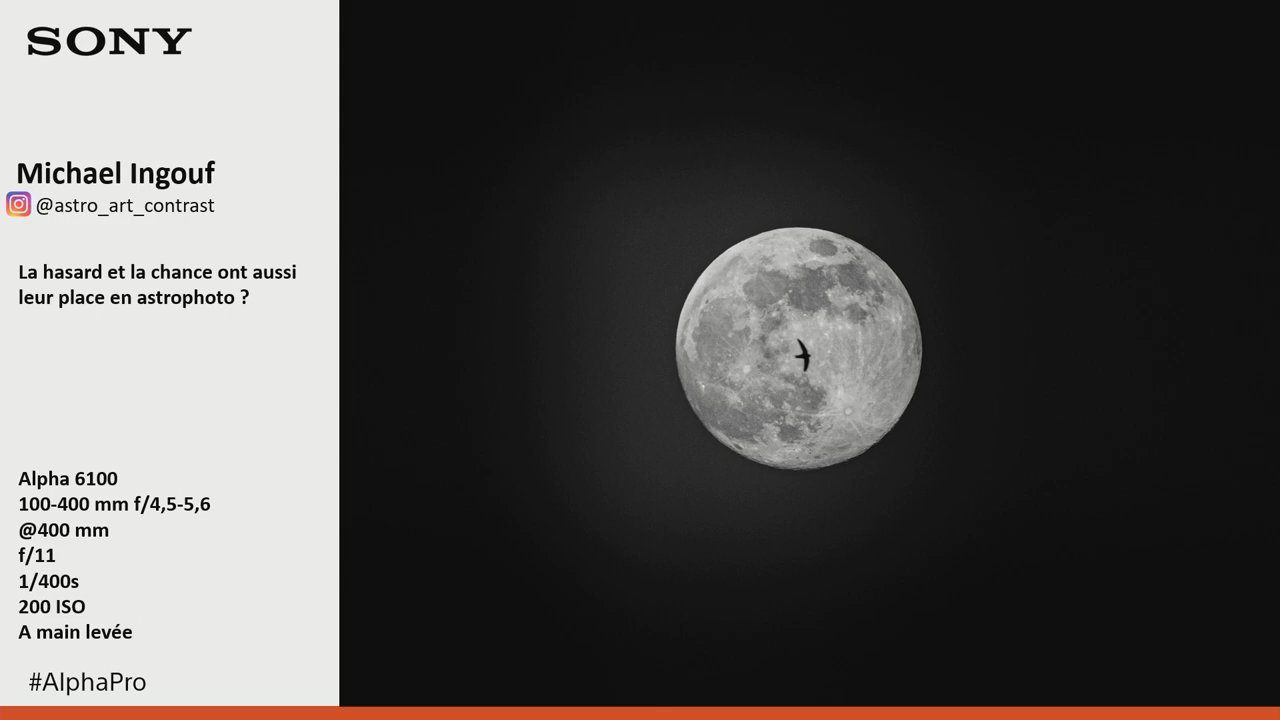 SONY
Michael Ingouf
@astro_art_contrast
La hasard et la chance ont aussi
leur place en astrophoto ?
Alpha 6100
100-400 mm f/4,5-5,6
@400 mm
f/11
1/400s
200 ISO
A main levée
#AlphaPro